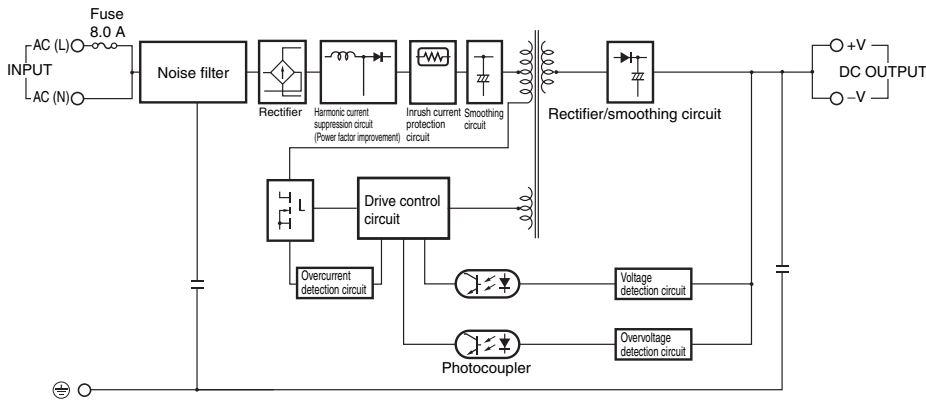 Fuse
8.0 A
AC (L)
INPUT
AC (N)
Noise filter
Rectifier
Harmonic current
suppression circuit
(Power factor improvement)
Inrush current
protection
circuit
Smoothing
circuit
Rectifier/smoothing circuit
+V
DC OUTPUT
–V
Drive control
circuit
Overcurrent
detection circuit
Voltage
detection circuit
Overvoltage
detection circuit
Photocoupler